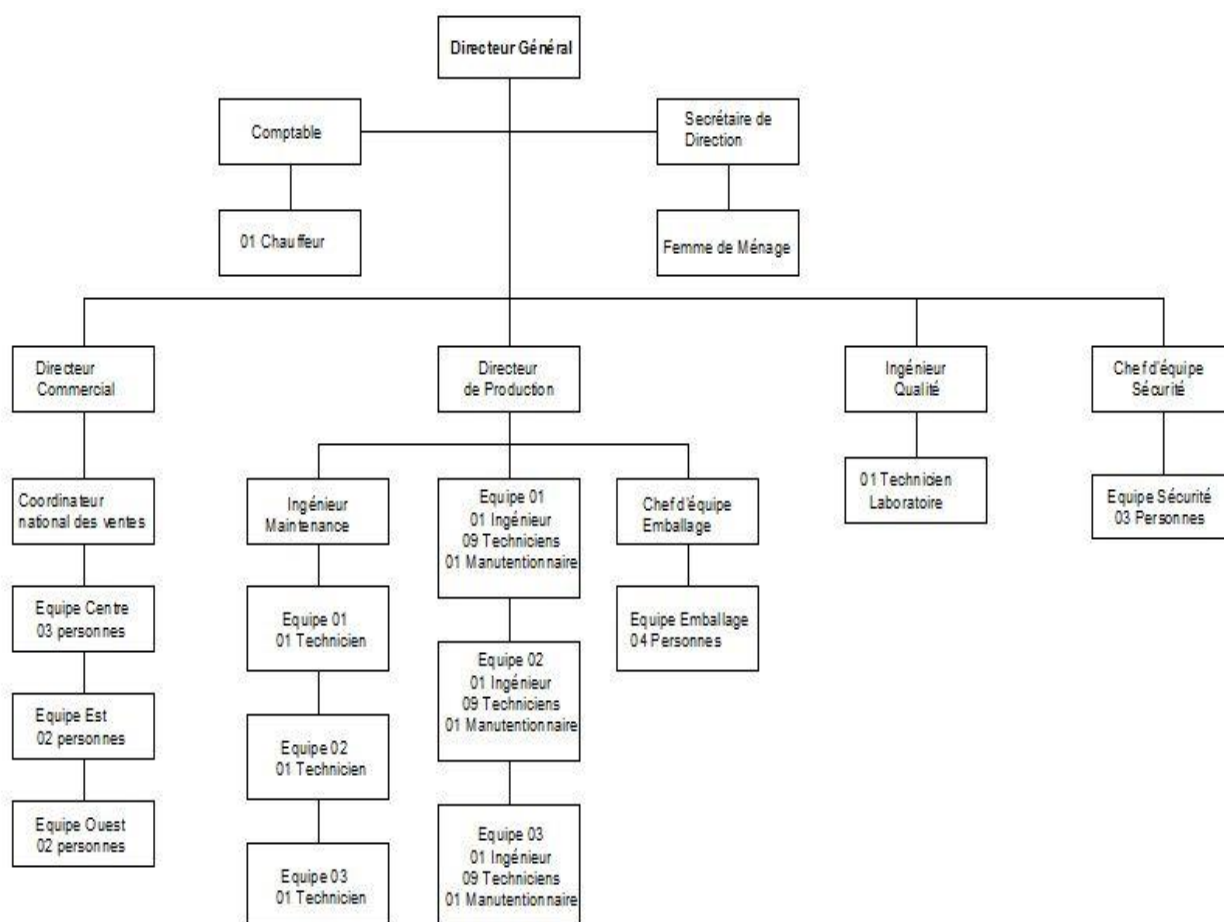 Directeur Général
Comptable
Secrétaire de
Direction
01 Chauffeur
Femme de Ménage
Directeur
Commercial
Directeur
de Production
Ingénieur
Qualité
Chef d'équipe
Sécurité
Coordinateur
national des ventes
Ingénieur
Maintenance
Equipe 01
01 Ingénieur
09 Techniciens
01 Manutentionnaire
Chef d'équipe
Emballage
01 Technicien
Laboratoire
Equipe Sécurité
03 Personnes
Equipe Centre
03 personnes
Equipe 01
01 Technicien
Equipe Emballage
04 Personnes
Equipe 02
01 Ingénieur
09 Techniciens
01 Manutentionnaire
Equipe Est
02 personnes
Equipe 02
01 Technicien
Equipe Ouest
02 personnes
Equipe 03
01 Ingénieur
09 Techniciens
01 Manutentionnaire
Equipe 03
01 Technicien